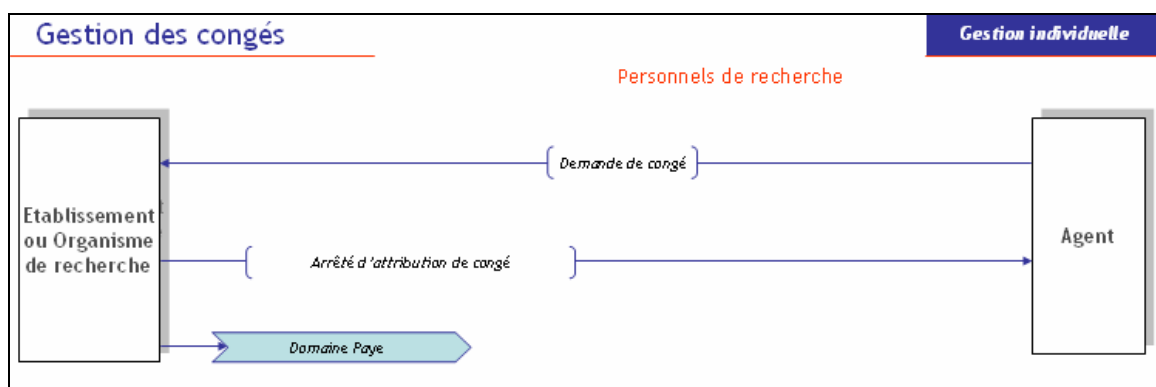 Gestion des congés
Gestion individuelle
Personnels de recherche
Demande de congé
Etablissement
ou Organisme
de recherche
Agent
Arrêté d'attribution de congé
Domaine Paye